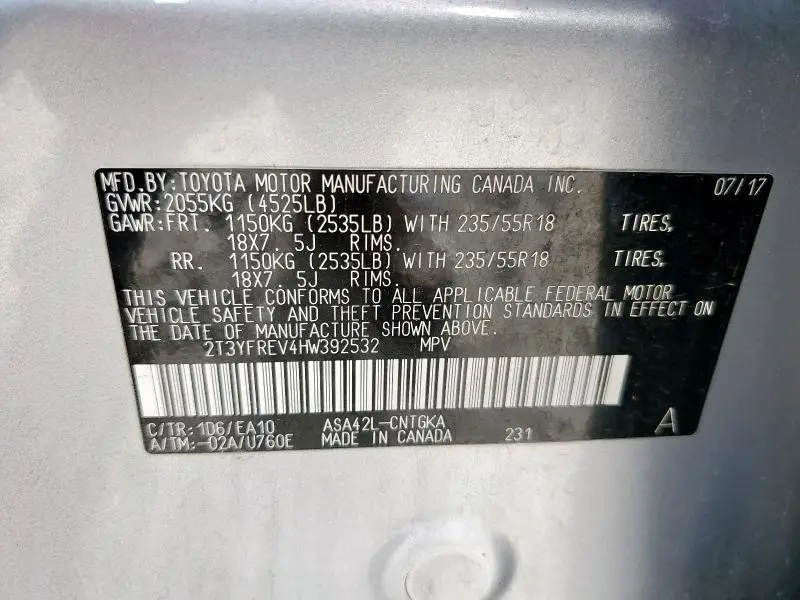 MFD.BY:TOYOTA MOTOR MANUFACTURING CANADA INC. 07/17
GVWR:2055KG (4525LB)
GAWR:FRT. 1150KG (2535LB) WITH 235/55R18 TIRES,
18X7. 5J RIMS.
RR. 1150KG (2535LB) WITH 235/55R18 TIRES,
18X7. 5J RIMS.
THIS VEHICLE CONFORMS TO ALL APPLICABLE FEDERAL MOTOR
VEHICLE SAFETY AND THEFT PREVENTION STANDARDS IN EFFECT ON
THE DATE OF MANUFACTURE SHOWN ABOVE.
2T3YFREV4HW392532 MPV
C/TR:1D6/EA10 ASA42L-CNTGKA A
A/TM:-02A/U760E MADE IN CANADA 231